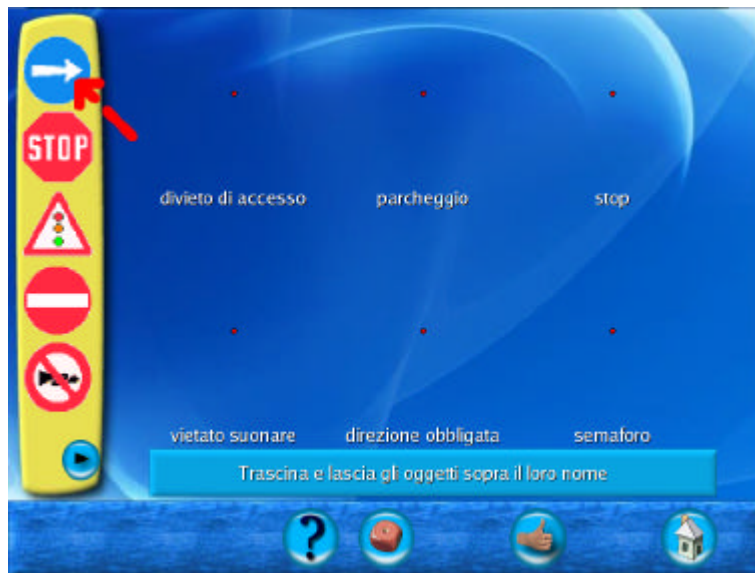 STOP
divieto di accesso
parcheggio
stop
vietato suonare
direzione obbligata
semaforo
Trascina e lascia gli oggetti sopra il loro nome
?